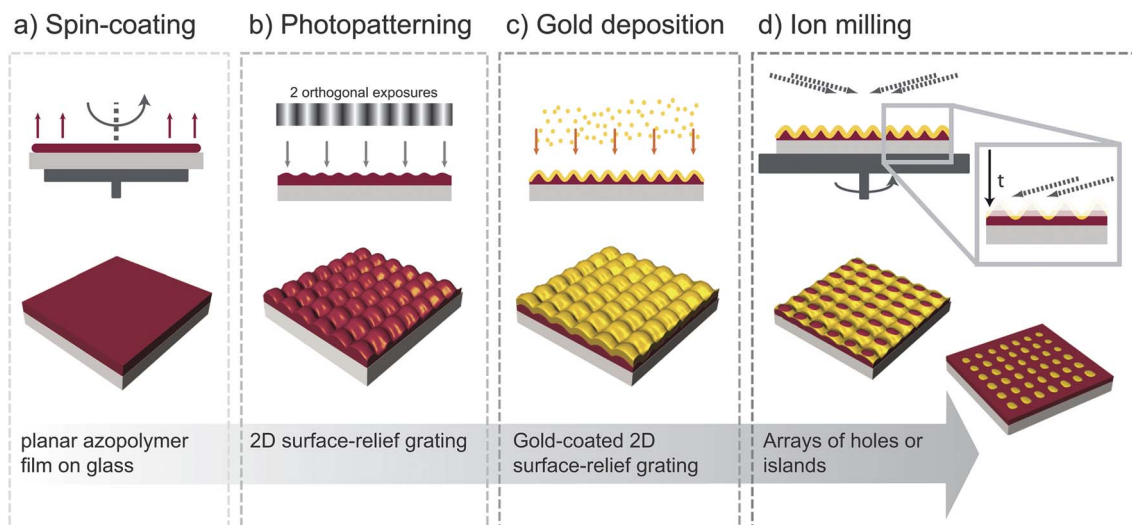 a) Spin-coating
b) Photopatterning
c) Gold deposition
d) Ion milling
2 orthogonal exposures
t
planar azopolymer
film on glass
2D surface-relief grating
Gold-coated 2D
surface-relief grating
Arrays of holes or
islands